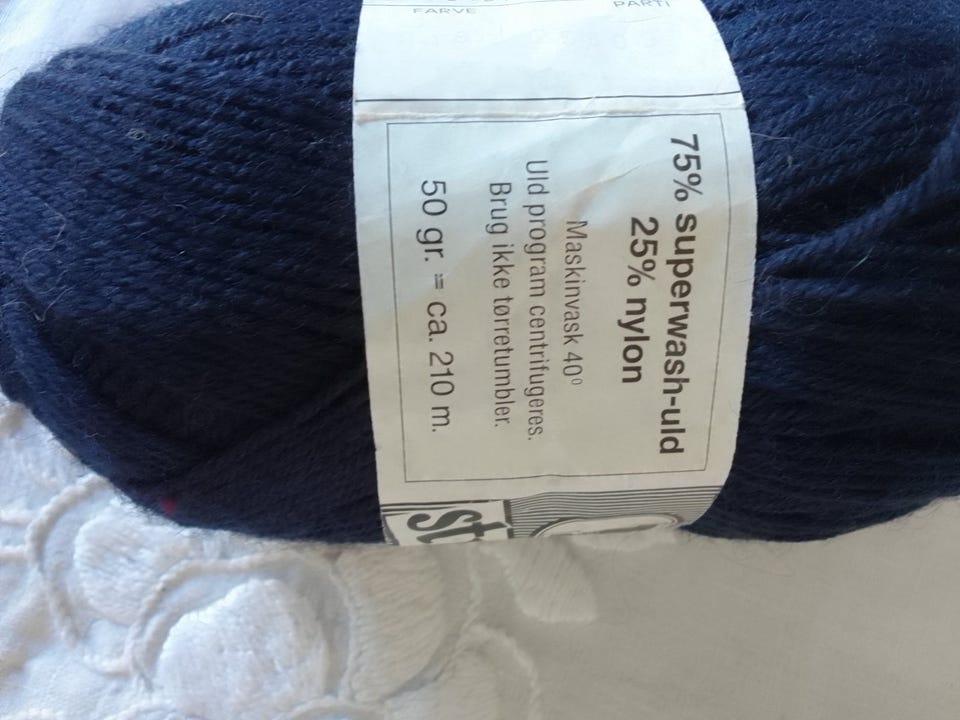 FARVE
PARTI
75% superwash-uld
25% nylon
Maskinvask 40°
Uld program centrifugeres.
Brug ikke tørretumbler.
50 gr. = ca. 210 m.